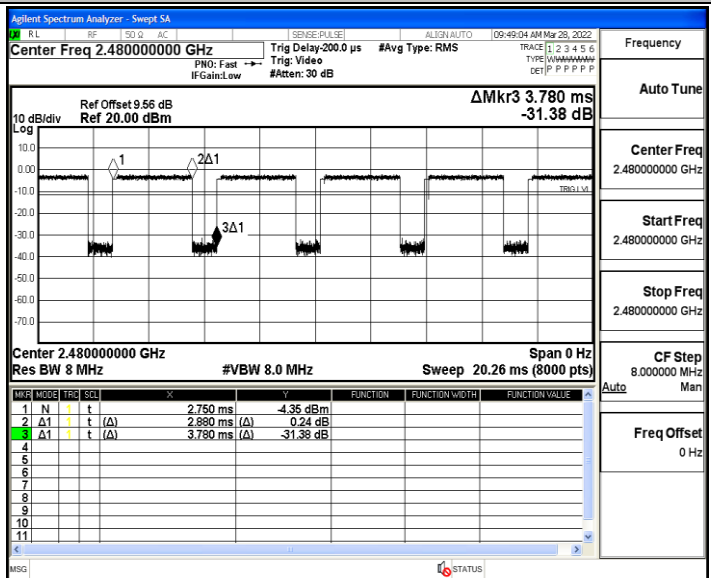 Agilent Spectrum Analyzer - Swept SA
LXI RL RF 50 Ω AC SENSE:PULSE ALIGN AUTO 09:49:04 AM Mar 28, 2022
Center Freq 2.480000000 GHz Trig Delay-200.0 µs #Avg Type: RMS TRACE 1 2 3 4 5 6
PNO: Fast Trig: Video TYPE
IFGain:Low #Atten: 30 dB DET P P P P P P
Frequency
Auto Tune
Center Freq
2.480000000 GHz
Start Freq
2.480000000 GHz
Stop Freq
2.480000000 GHz
CF Step
8.000000 MHz
Auto Man
Freq Offset
0 Hz
ΔMkr3 3.780 ms
-31.38 dB
Ref Offset 9.56 dB
10 dB/div Ref 20.00 dBm
Log
10.0
0.00
-10.0
-20.0
-30.0
-40.0
-50.0
-60.0
-70.0
1
2Δ1
3Δ1
TRIG LVL
Center 2.480000000 GHz Span 0 Hz
Res BW 8 MHz #VBW 8.0 MHz Sweep 20.26 ms (8000 pts)
MKR MODE TRC SCL X Y FUNCTION FUNCTION WIDTH FUNCTION VALUE
1 N 1 t 2.750 ms -4.35 dBm
2 Δ1 1 t (Δ) 2.880 ms (Δ) 0.24 dB
3 Δ1 1 t (Δ) 3.780 ms (Δ) -31.38 dB
4
5
6
7
8
9
10
11
MSG STATUS